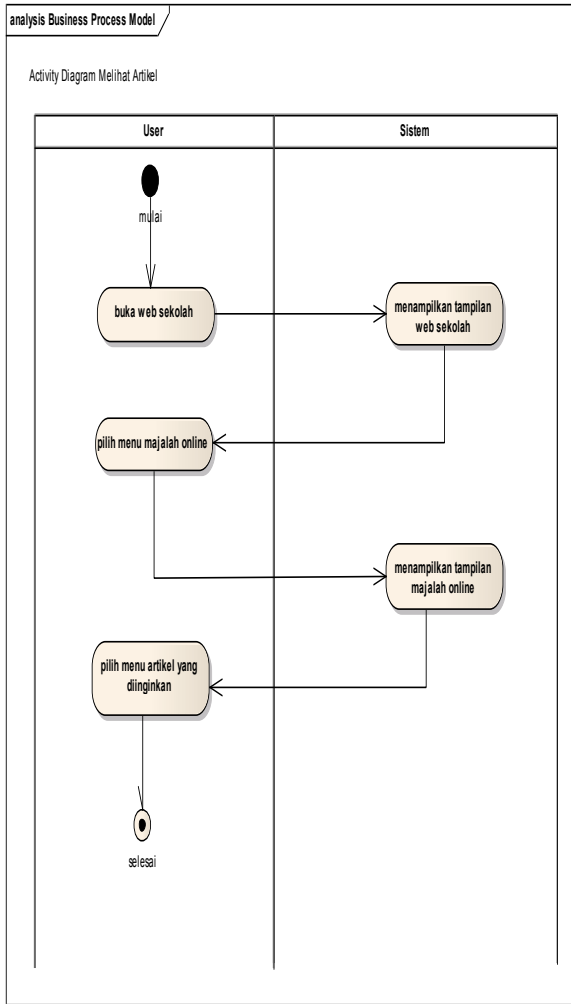 analysis Business Process Model
Activity Diagram Melihat Artikel
User
Sistem
mulai
buka web sekolah
menampilkan tampilan
web sekolah
pilih menu majalah online
menampilkan tampilan
majalah online
pilih menu artikel yang
diinginkan
selesai